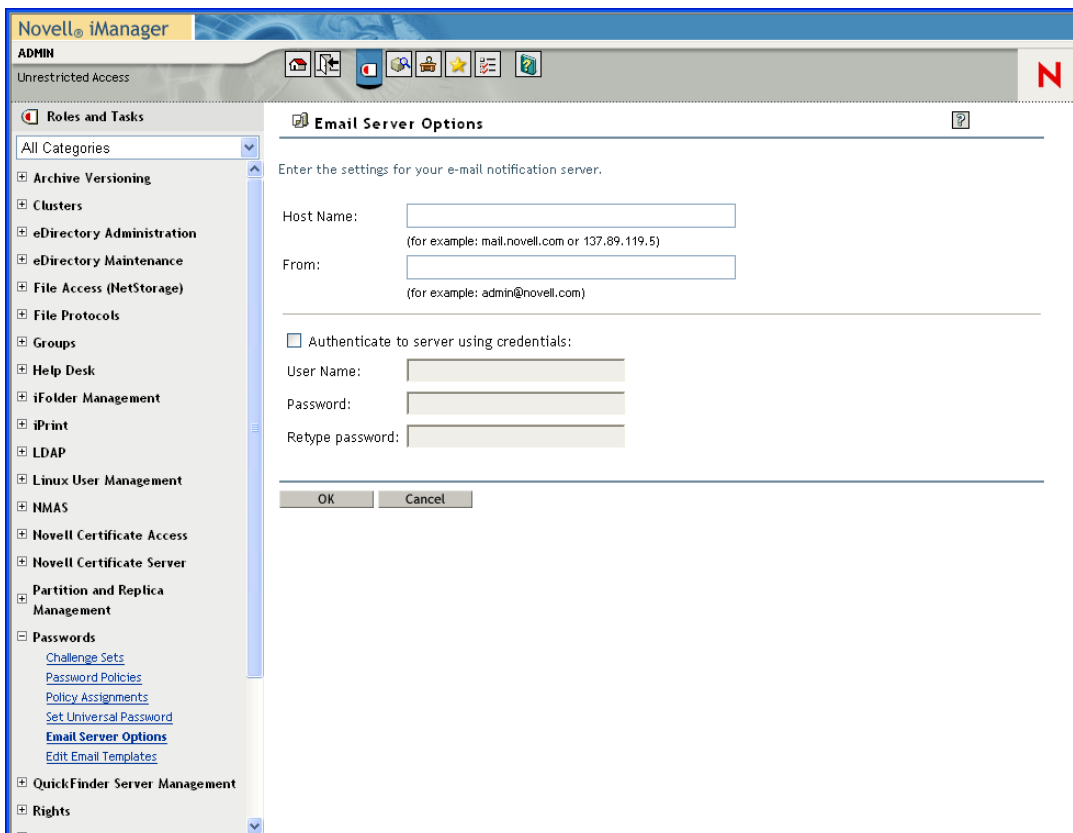 Novell® iManager
ADMIN
Unrestricted Access
N
Roles and Tasks
All Categories
Archive Versioning
Clusters
eDirectory Administration
eDirectory Maintenance
File Access (NetStorage)
File Protocols
Groups
Help Desk
iFolder Management
iPrint
LDAP
Linux User Management
NMAS
Novell Certificate Access
Novell Certificate Server
Partition and Replica
Management
Passwords
Challenge Sets
Password Policies
Policy Assignments
Set Universal Password
Email Server Options
Edit Email Templates
QuickFinder Server Management
Rights
Email Server Options
?
Enter the settings for your e-mail notification server.
Host Name:
(for example: mail.novell.com or 137.89.119.5)
From:
(for example: admin@novell.com)
Authenticate to server using credentials:
User Name:
Password:
Retype password:
OK Cancel